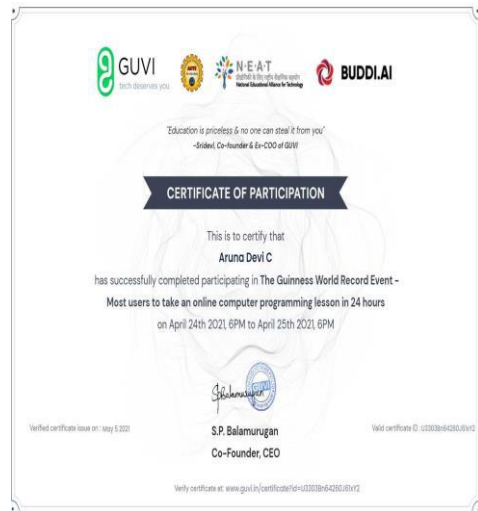 GUVI
tech deserves you
N·E·A·T
National Educational Alliance for Technology
BUDDI.AI
"Education is priceless & no one can steal it from you"
-Sridevi, Co-founder & Ex-COO of GUVI
CERTIFICATE OF PARTICIPATION
This is to certify that
Aruna Devi C
has successfully completed participating in The Guinness World Record Event -
Most users to take an online computer programming lesson in 24 hours
on April 24th 2021, 6PM to April 25th 2021, 6PM
GUVI
S.P. Balamurugan
Co-Founder, CEO
Verified certificate issue on : May 5 2021
Valid certificate ID :
Verify certificate at: www.guvi.in/certificate?id=